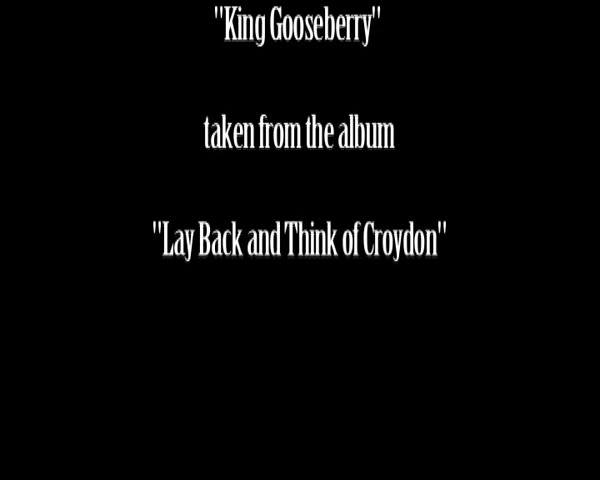 "King Gooseberry"
taken from the album
"Lay Back and Think of Croydon"